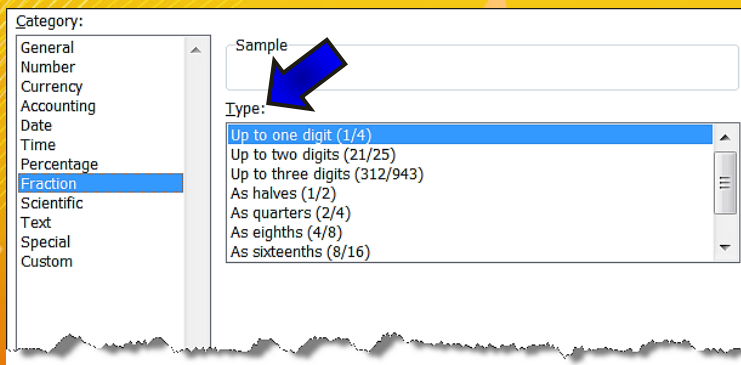 Category:
General
Number
Currency
Accounting
Date
Time
Percentage
Fraction
Scientific
Text
Special
Custom
Sample
Type:
Up to one digit (1/4)
Up to two digits (21/25)
Up to three digits (312/943)
As halves (1/2)
As quarters (2/4)
As eighths (4/8)
As sixteenths (8/16)